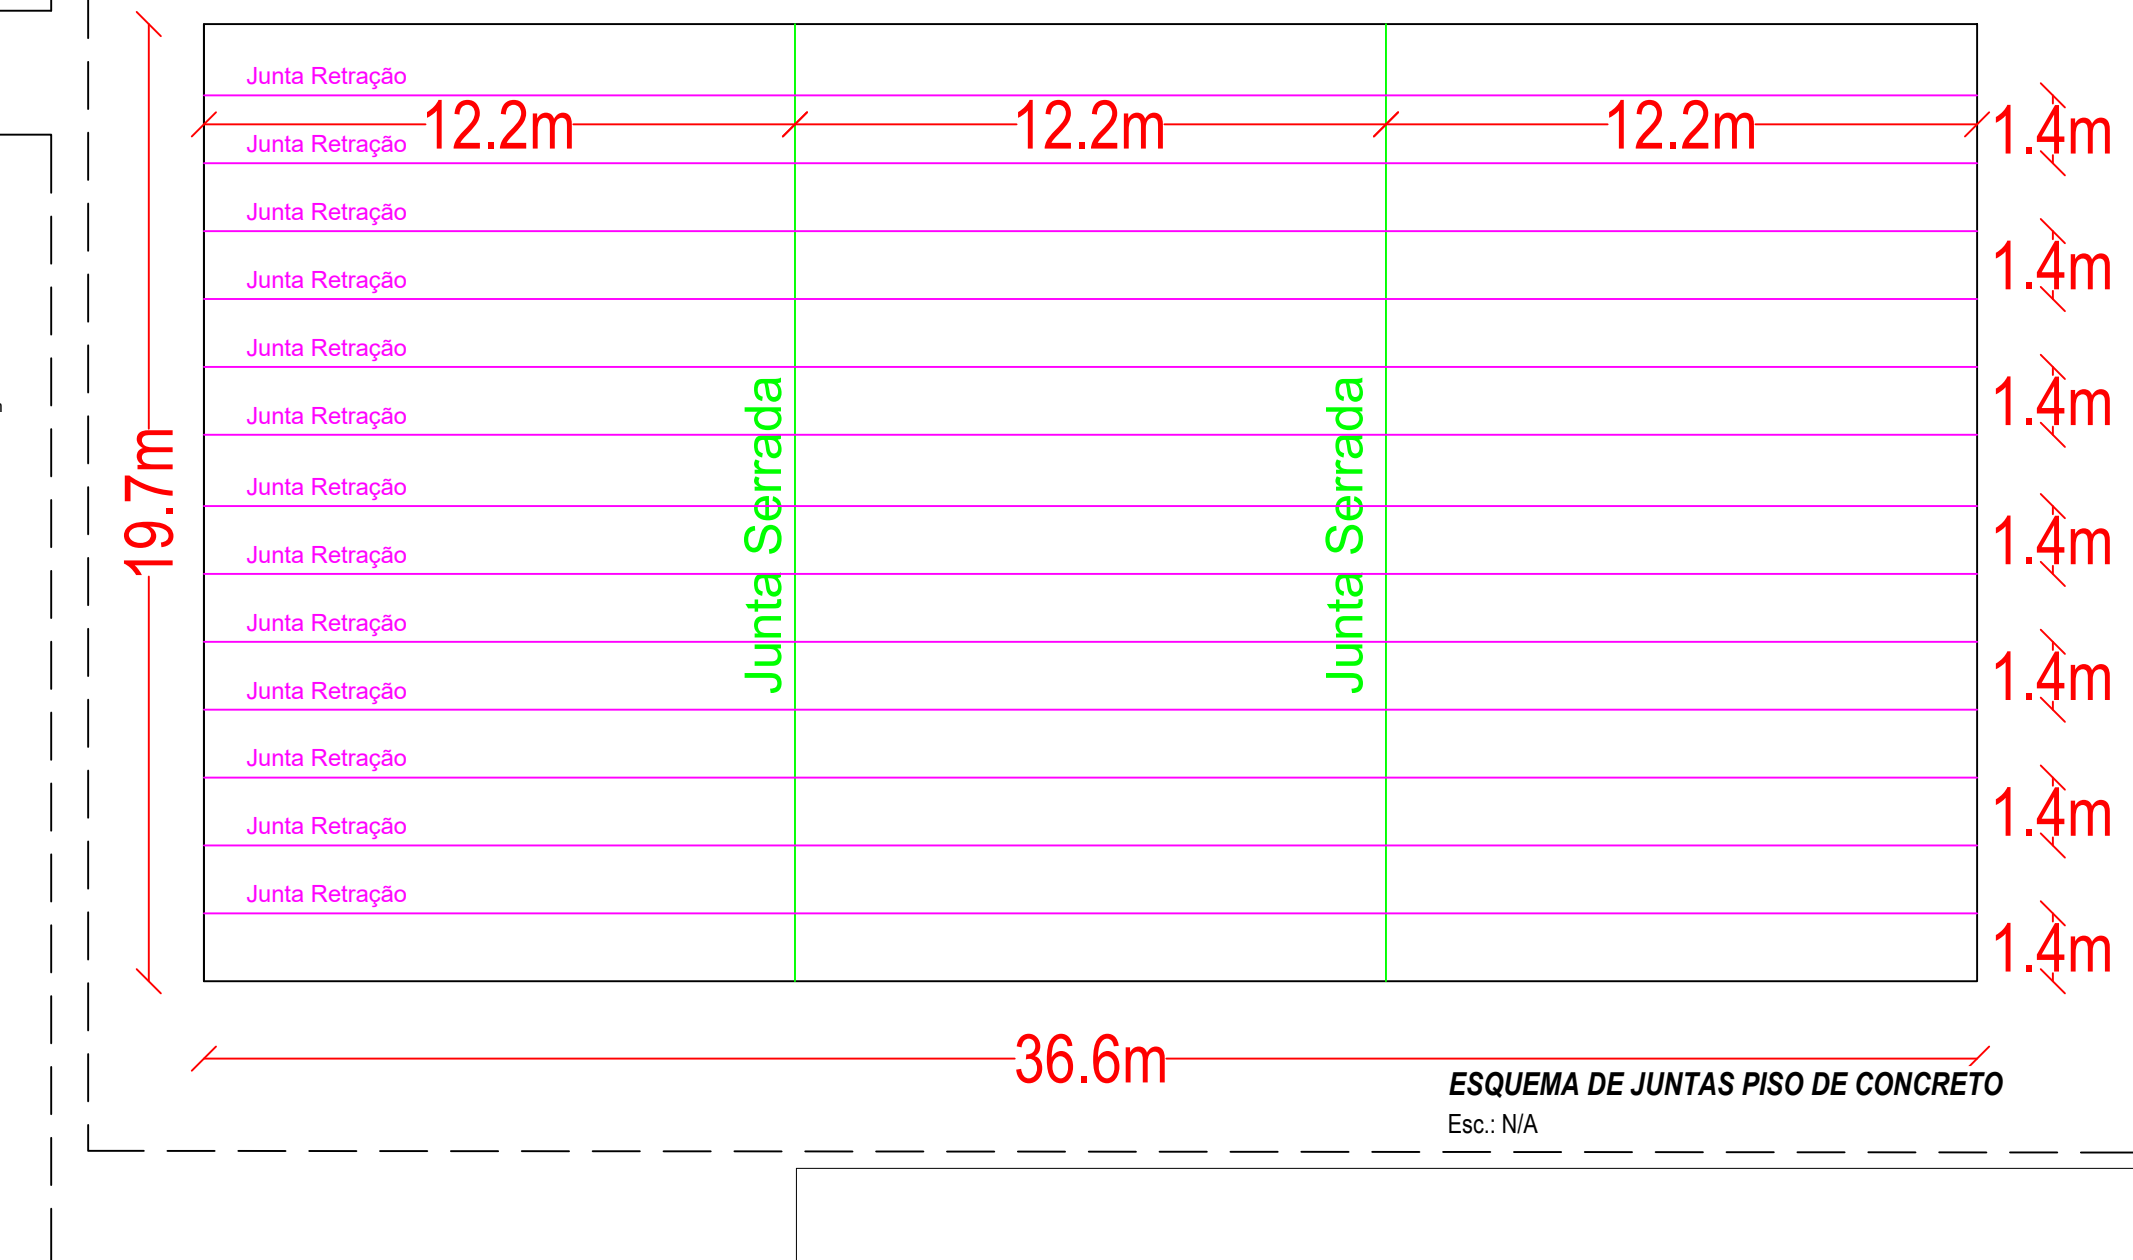 Junta Retração
12.2m 12.2m 12.2m 1.4m
Junta Retração
Junta Retração
1.4m
Junta Retração
Junta Retração
1.4m
Junta Retração
Junta Serrada
Junta Serrada
19.7m
Junta Retração
1.4m
Junta Retração
Junta Retração
1.4m
Junta Retração
Junta Retração
1.4m
Junta Retração
Junta Retração
1.4m
36.6m
ESQUEMA DE JUNTAS PISO DE CONCRETO
Esc.: N/A